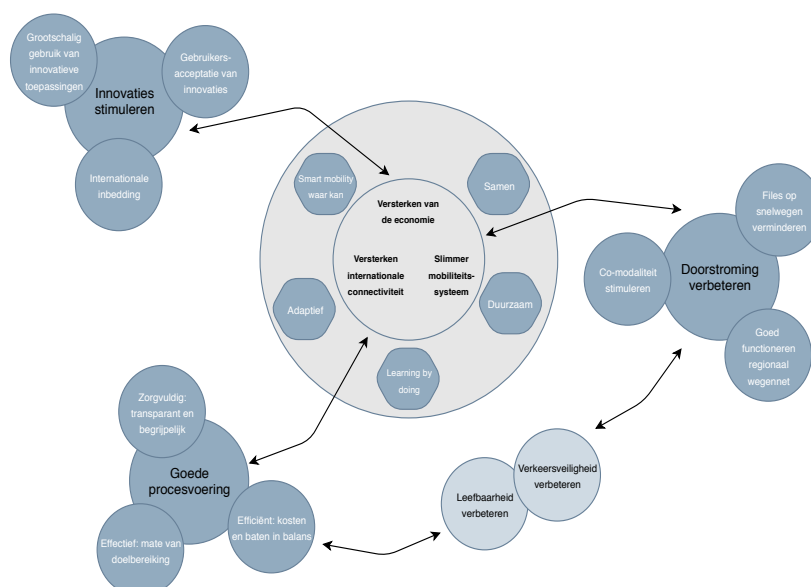 Grootschalig
gebruik van
innovatieve
toepassingen
Innovaties
stimuleren
Gebruikers-
acceptatie van
innovaties
Internationale
inbedding
Smart mobility
waar kan
Samen
Versterken van
de economie
Versterken
internationale
connectiviteit
Slimmer
mobiliteits-
systeem
Adaptief
Duurzaam
Learning by
doing
Files op
snelwegen
verminderen
Co-modaliteit
stimuleren
Doorstroming
verbeteren
Goed
functioneren
regionaal
wegennet
Zorgvuldig:
transparant en
begrijpelijk
Goede
procesvoering
Effectief: mate van
doelbereiking
Efficiënt: kosten
en baten in balans
Leefbaarheid
verbeteren
Verkeersveiligheid
verbeteren